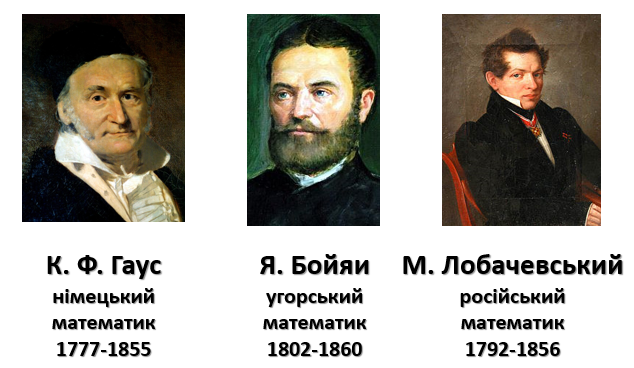 К. Ф. Гаус
німецький
математик
1777-1855
Я. Бойяи
угорський
математик
1802-1860
М. Лобачевський
російський
математик
1792-1856